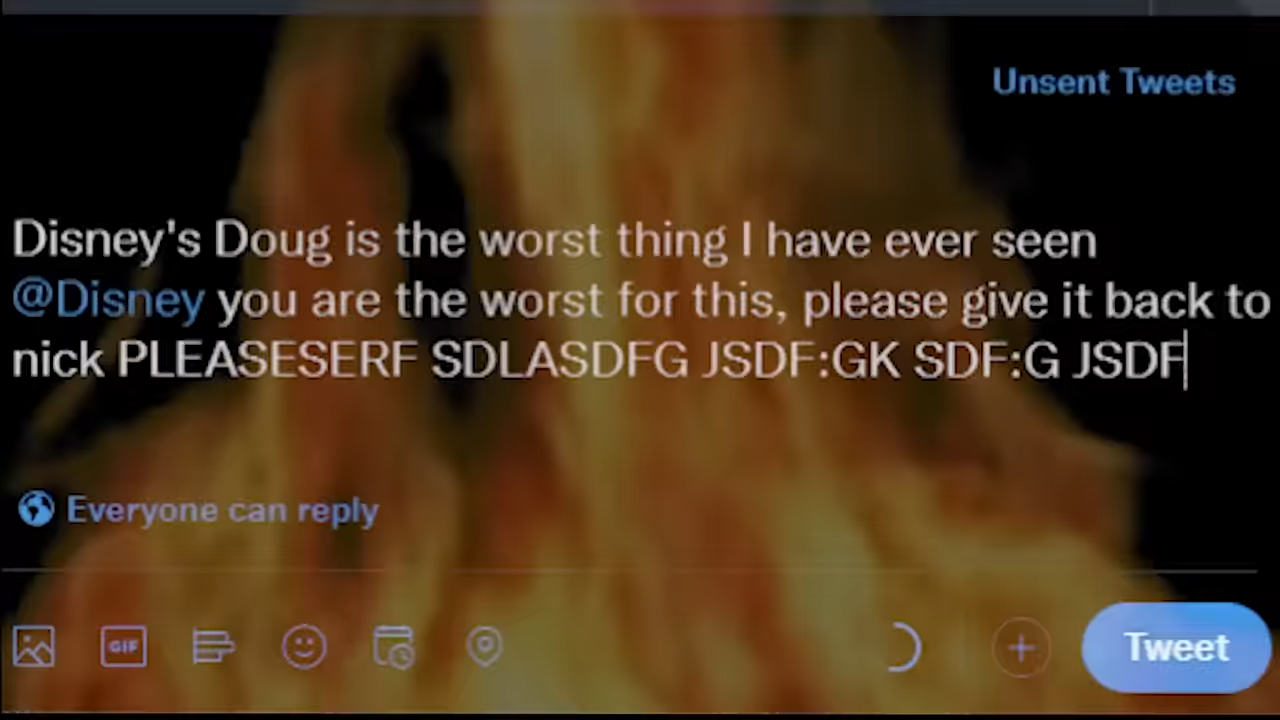 Unsent Tweets
Disney's Doug is the worst thing I have ever seen
@Disney you are the worst for this, please give it back to
nick PLEASESERF SDLASDFG JSDF:GK SDF:G JSDF
Everyone can reply
GIF
Tweet